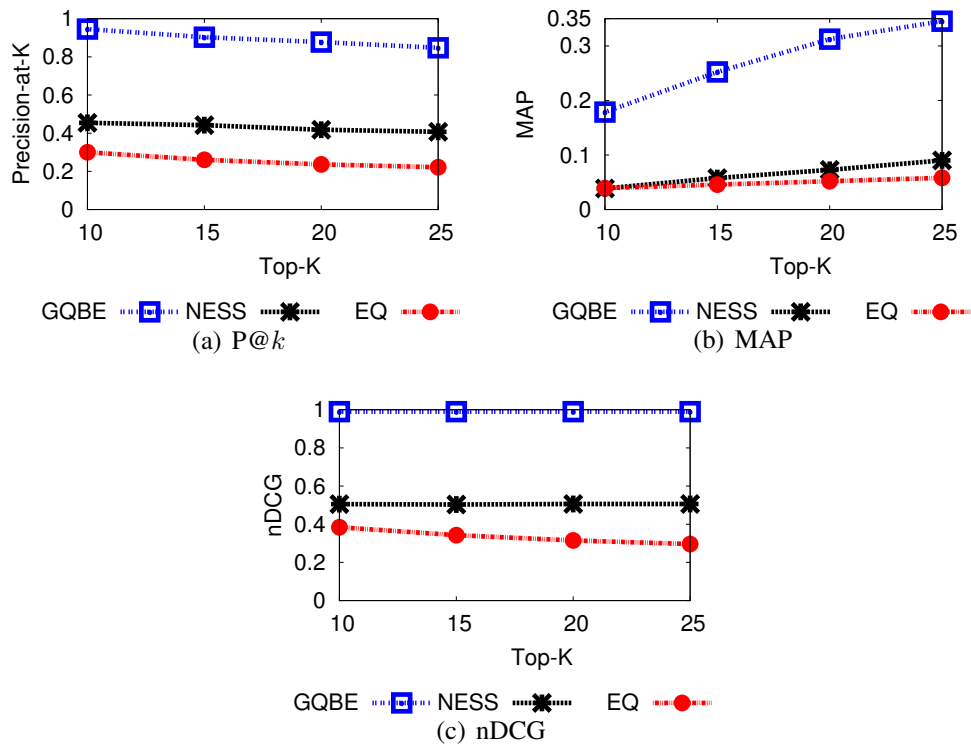 Precision-at-K
1
0.8
0.6
0.4
0.2
0
10 15 20 25
Top-K
GQBE NESS EQ
(a) P@k
MAP
0.35
0.3
0.2
0.1
0
10 15 20 25
Top-K
GQBE NESS EQ
(b) MAP
nDCG
1
0.8
0.6
0.4
0.2
0
10 15 20 25
Top-K
GQBE NESS EQ
(c) nDCG